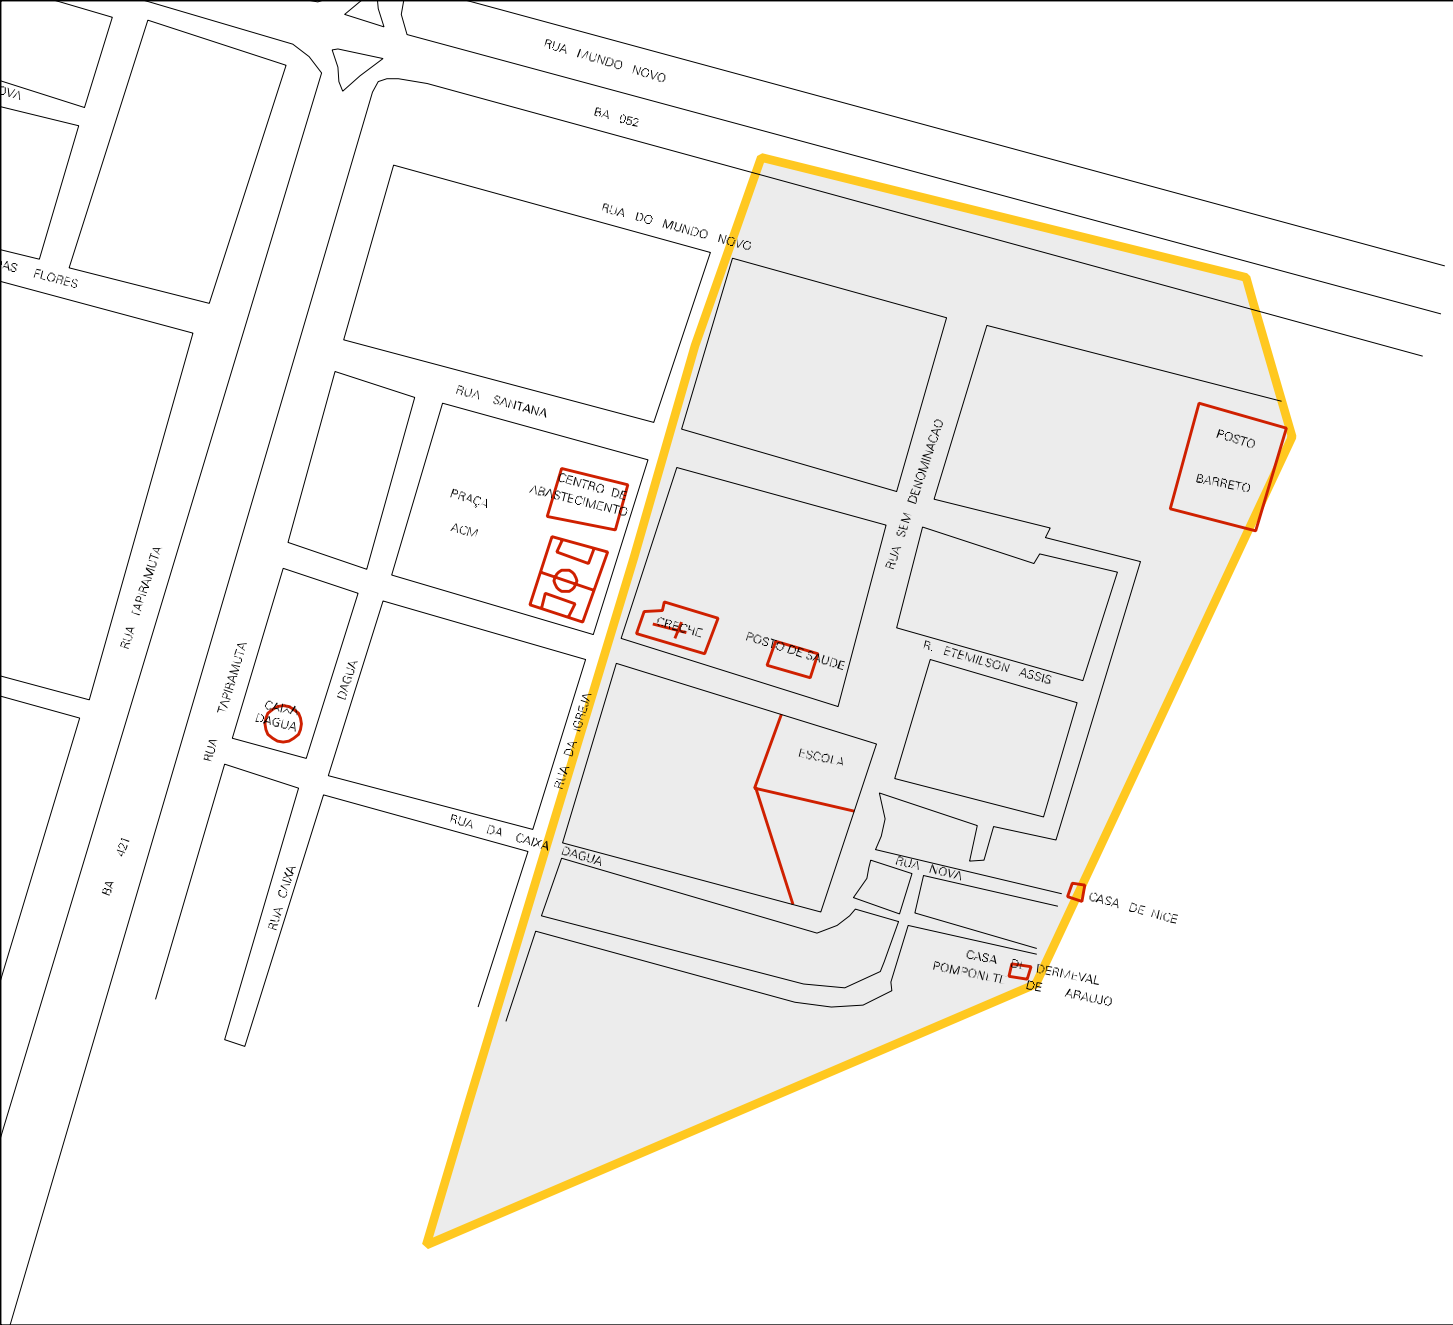 RUA MUNDO NOVO
BA 052
OVA
RUA DO MUNDO NOVO
DAS FLORES
RUA SANTANA
CENTRO DE
ABASTECIMENTO
PRAÇA
ACM
POSTO
BARRETO
RUA SEM DENOMINACAO
RUA TAPIRAMUTA
RUA TAPIRAMUTA
CRECHE
POSTO DE SAUDE
R. ETEMILSON ASSIS
CAIXA
DAGUA
DAGUA
RUA CAIXA
RUA DA IGREJA
ESCOLA
RUA DA CAIXA DAGUA
BA 421
RUA NOVA
CASA DE NICE
CASA DE DERMEVAL
POMPONETI DE ARAUJO